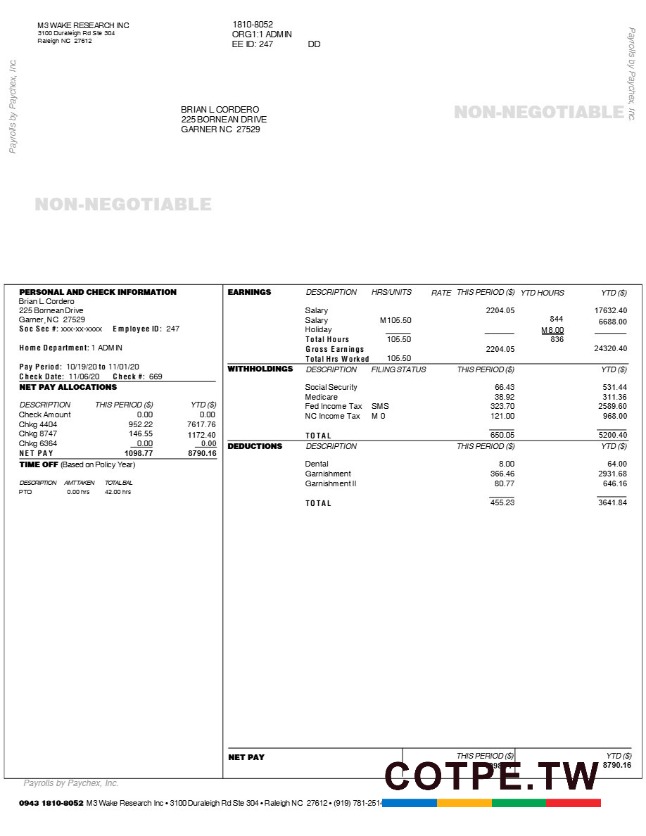 M3 WAKE RESEARCH INC
3100 Duraleigh Rd Ste 304
Raleigh NC 27612
1810-8052
ORG1:1 ADMIN
EE ID: 247 DD
Payrolls by Paychex, Inc.
Payrolls by Paychex, Inc.
BRIAN L CORDERO
225 BORNEAN DRIVE
GARNER NC 27529
NON-NEGOTIABLE
NON-NEGOTIABLE
PERSONAL AND CHECK INFORMATION
Brian L Cordero
225 Bornean Drive
Garner, NC 27529
Soc Sec #: xxx-xx-xxxx Employee ID: 247
Home Department: 1 ADMIN
Pay Period: 10/19/20 to 11/01/20
Check Date: 11/06/20 Check #: 669
NET PAY ALLOCATIONS
DESCRIPTION THIS PERIOD ($) YTD ($)
Check Amount 0.00 0.00
Chkg 4404 952.22 7617.76
Chkg 8747 146.55 1172.40
Chkg 6364 0.00 0.00
NET PAY 1098.77 8790.16
TIME OFF (Based on Policy Year)
DESCRIPTION AMT TAKEN TOTAL BAL
PTO 0.00 hrs 42.00 hrs
EARNINGS DESCRIPTION HRS/UNITS RATE THIS PERIOD ($) YTD HOURS YTD ($)
Salary 2204.05 17632.40
Salary M105.50 844 6688.00
Holiday M8.00
Total Hours 105.50 836
Gross Earnings 2204.05 24320.40
Total Hrs Worked 105.50
WITHHOLDINGS DESCRIPTION FILING STATUS THIS PERIOD ($) YTD ($)
Social Security 66.43 531.44
Medicare 38.92 311.36
Fed Income Tax SMS 323.70 2589.60
NC Income Tax M 0 121.00 968.00
TOTAL 650.05 5200.40
DEDUCTIONS DESCRIPTION THIS PERIOD ($) YTD ($)
Dental 8.00 64.00
Garnishment 366.46 2931.68
Garnishment II 80.77 646.16
TOTAL 455.23 3641.84
NET PAY THIS PERIOD ($) YTD ($)
8790.16
COTPE.TW
Payrolls by Paychex, Inc.
0943 1810-8052 M3 Wake Research Inc • 3100 Duraleigh Rd Ste 304 • Raleigh NC 27612 • (919) 781-251